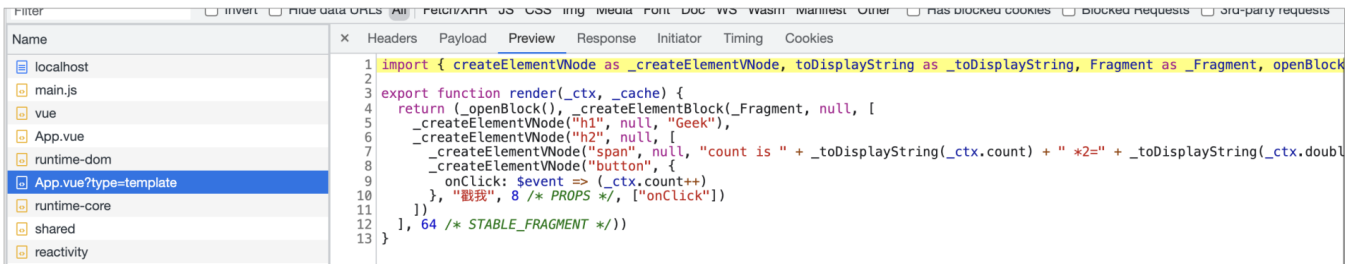 Filter Invert Hide data URLs All Fetch/XHR JS CSS Img Media Font Doc WS Wasm Manifest Other Has blocked cookies Blocked Requests 3rd-party requests
Name × Headers Payload Preview Response Initiator Timing Cookies
localhost
main.js
vue
App.vue
runtime-dom
App.vue?type=template
runtime-core
shared
reactivity
1 import { createElementVNode as _createElementVNode, toDisplayString as _toDisplayString, Fragment as _Fragment, openBlock
2
3 export function render(_ctx, _cache) {
4 return (_openBlock(), _createElementBlock(_Fragment, null, [
5 _createElementVNode("h1", null, "Geek"),
6 _createElementVNode("h2", null, [
7 _createElementVNode("span", null, "count is " + _toDisplayString(_ctx.count) + " *2=" + _toDisplayString(_ctx.doubl
8 _createElementVNode("button", {
9 onClick: $event => (_ctx.count++)
10 }, "戳我", 8 /* PROPS */, ["onClick"])
11 ])
12 ], 64 /* STABLE_FRAGMENT */))
13 }